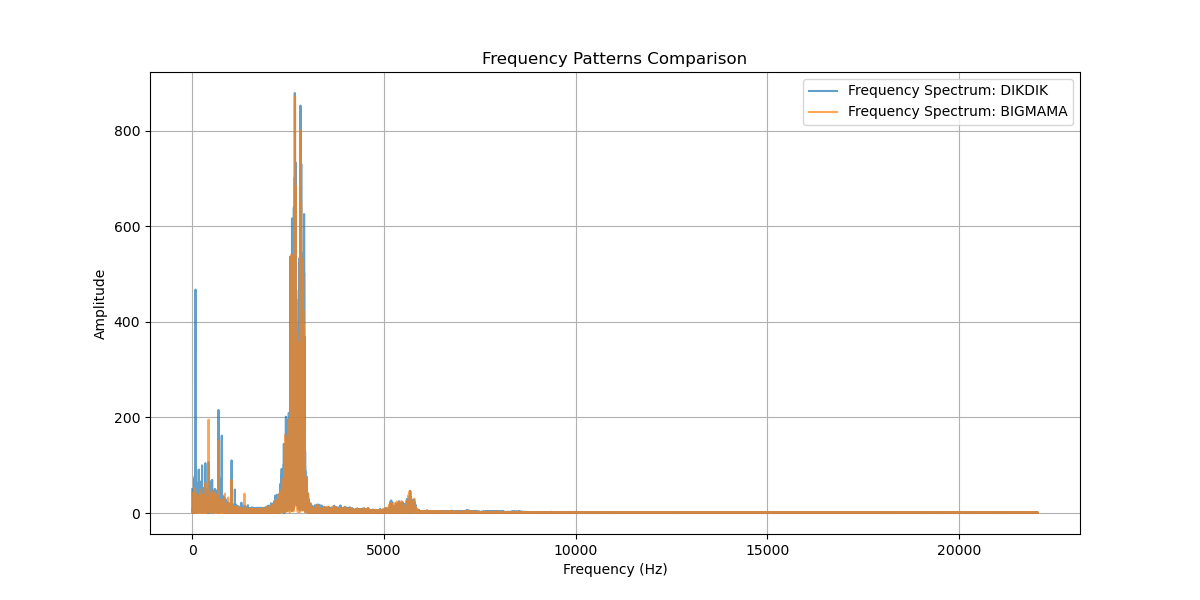 Frequency Patterns Comparison
Frequency Spectrum: DIKDIK
Frequency Spectrum: BIGMAMA
Amplitude
800
600
400
200
0
0 5000 10000 15000 20000
Frequency (Hz)